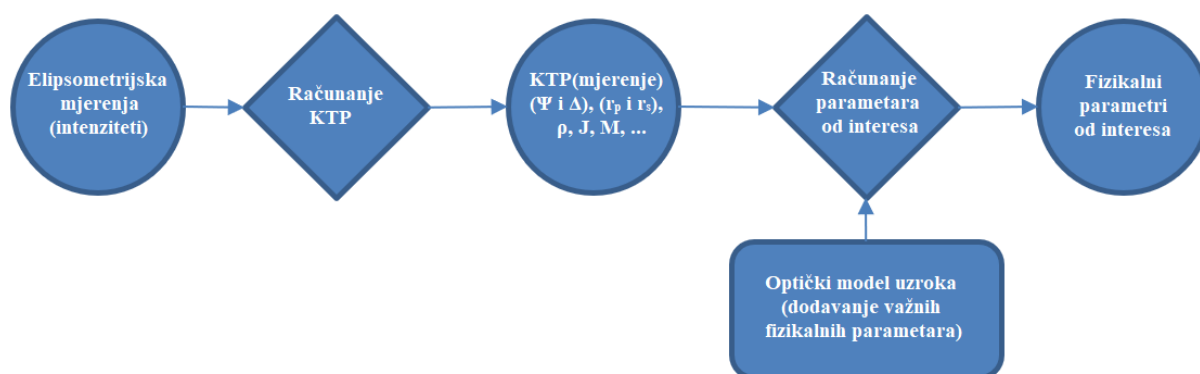 Elipsometrijska
mjerenja
(intenziteti)
Računanje
KTP
KTP(mjerenje)
(Ψ i Δ), (rₚ i rₛ),
ρ, J, M, ...
Računanje
parametara
od interesa
Fizikalni
parametri
od interesa
Optički model uzroka
(dodavanje važnih
fizikalnih parametara)